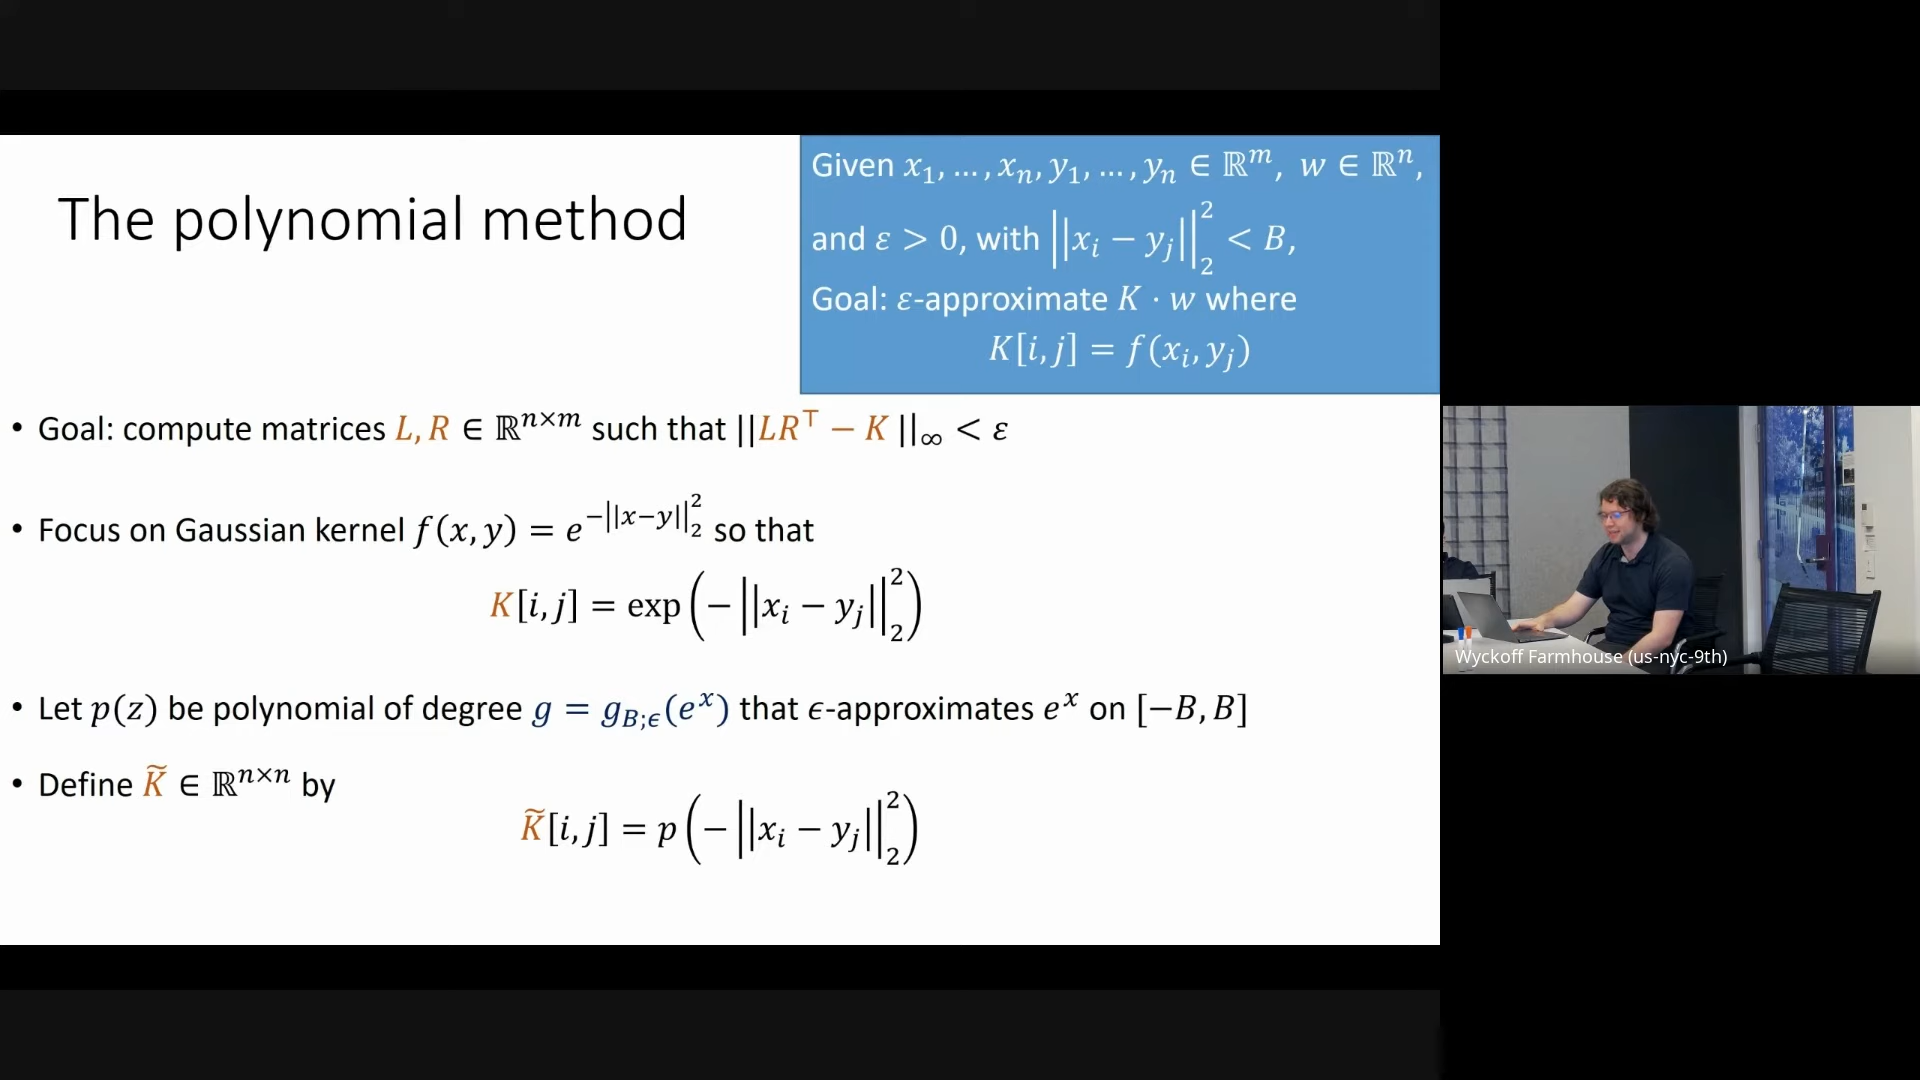 The polynomial method
Given x₁, … , xₙ, y₁, … , yₙ ∈ ℝᵐ, w ∈ ℝⁿ,
and ε > 0, with ||xᵢ − yⱼ||₂² < B,
Goal: ε-approximate K · w where
K[i, j] = f(xᵢ, yⱼ)
• Goal: compute matrices L, R ∈ ℝⁿˣᵐ such that ||LR⊤ − K ||∞ < ε
• Focus on Gaussian kernel f(x, y) = e^(−||x−y||₂²) so that
K[i, j] = exp(−||xᵢ − yⱼ||₂²)
• Let p(z) be polynomial of degree g = g_{B;ϵ}(eˣ) that ϵ-approximates eˣ on [−B, B]
• Define K̃ ∈ ℝⁿˣⁿ by
K̃[i, j] = p(−||xᵢ − yⱼ||₂²)
Wyckoff Farmhouse (us-nyc-9th)